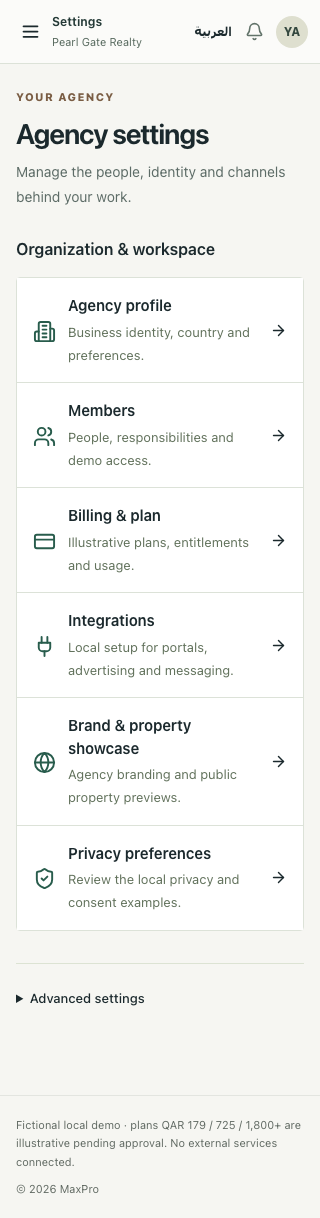 Settings
Pearl Gate Realty
العربية
YA
YOUR AGENCY
Agency settings
Manage the people, identity and channels
behind your work.
Organization & workspace
Agency profile
Business identity, country and
preferences.
Members
People, responsibilities and
demo access.
Billing & plan
Illustrative plans, entitlements
and usage.
Integrations
Local setup for portals,
advertising and messaging.
Brand & property
showcase
Agency branding and public
property previews.
Privacy preferences
Review the local privacy and
consent examples.
Advanced settings
Fictional local demo · plans QAR 179 / 725 / 1,800+ are
illustrative pending approval. No external services
connected.
© 2026 MaxPro